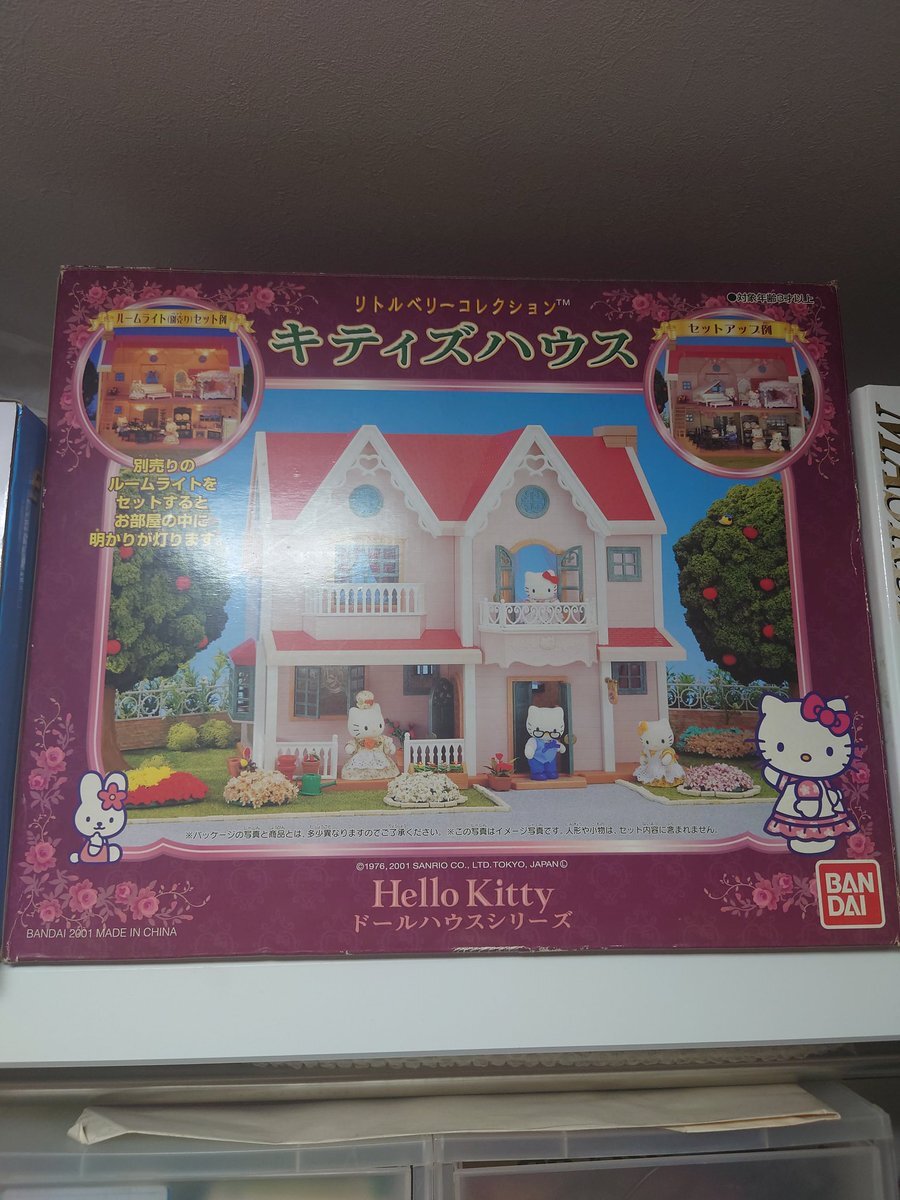 リトルベリーコレクション™
キティズハウス
●対象年齢3才以上
ルームライト(別売り)セット例
セットアップ例
別売りの
ルームライトを
セットすると
お部屋の中に
明かりが灯ります。
※パッケージの写真と商品とは、多少異なりますのでご了承ください。※この写真はイメージ写真です。人形や小物は、セット内容に含まれません。
©1976, 2001 SANRIO CO., LTD. TOKYO, JAPAN Ⓛ
Hello Kitty
ドールハウスシリーズ
BAN
DAI
BANDAI 2001 MADE IN CHINA